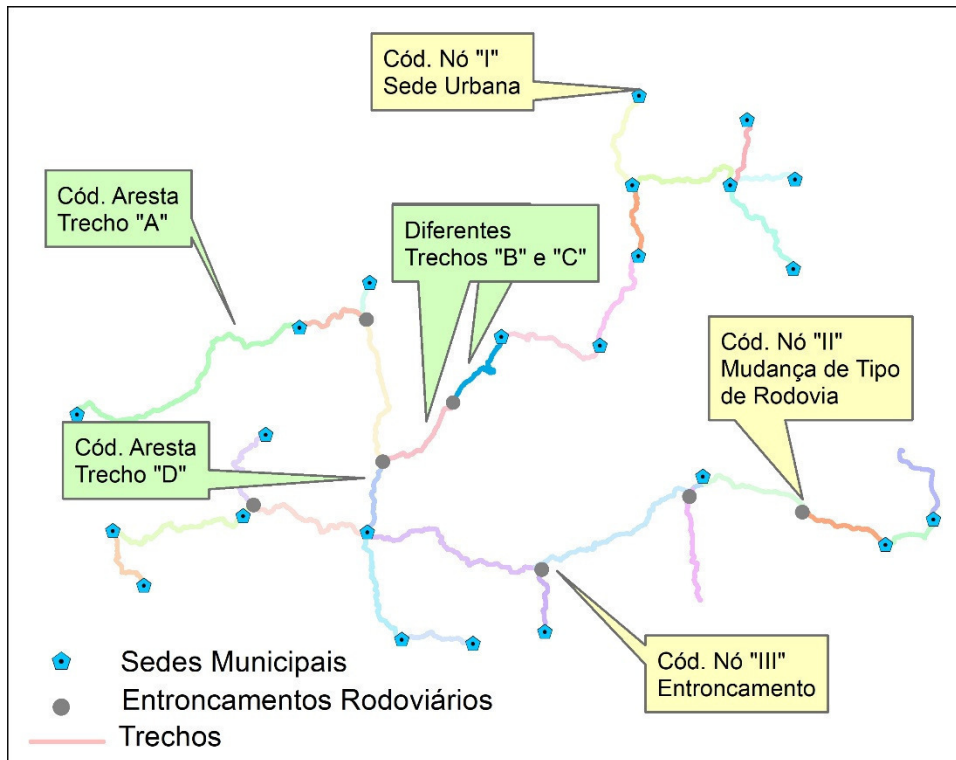 Cód. Nó "I"
Sede Urbana
Cód. Aresta
Trecho "A"
Diferentes
Trechos "B" e "C"
Cód. Nó "II"
Mudança de Tipo
de Rodovia
Cód. Aresta
Trecho "D"
Cód. Nó "III"
Entroncamento
Sedes Municipais
Entroncamentos Rodoviários
Trechos